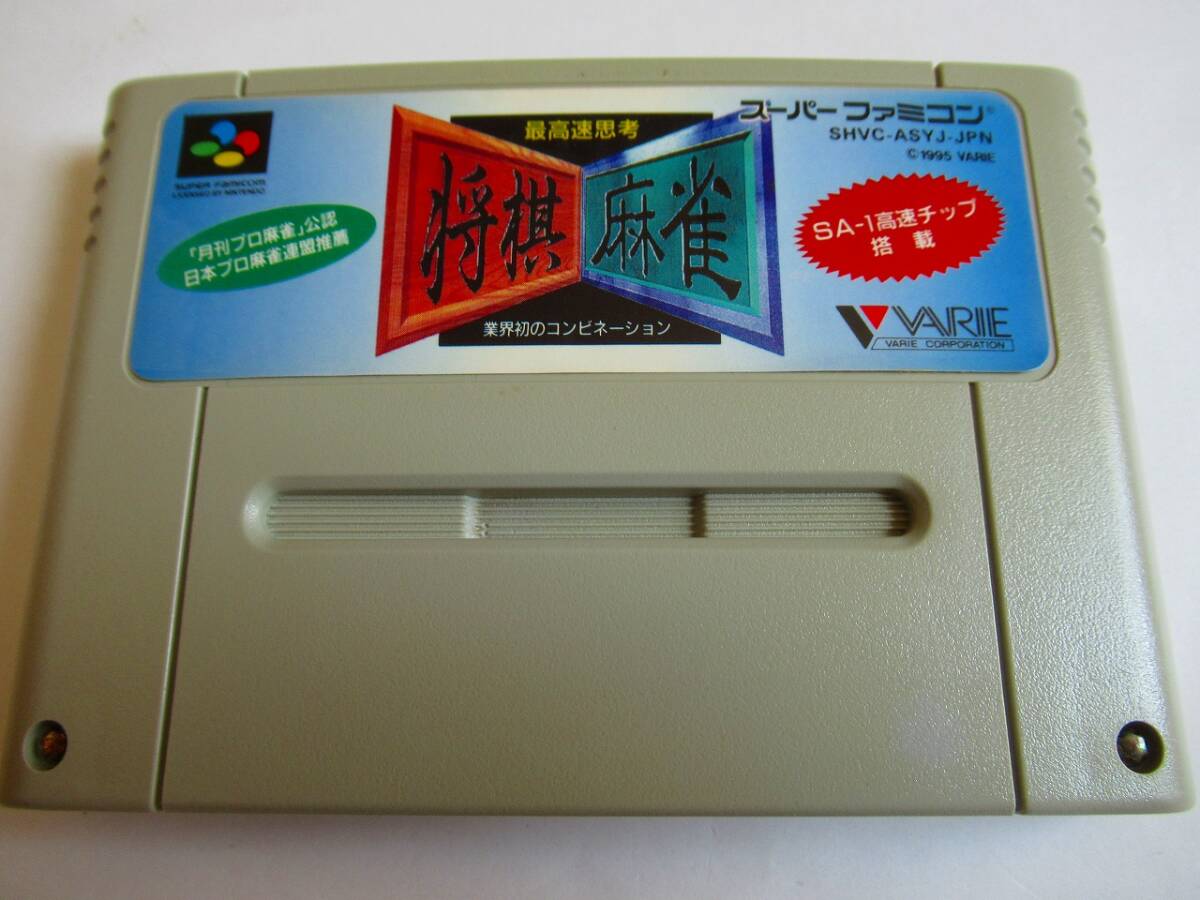 SUPER FAMICOM
LICENSED BY NINTENDO
「月刊プロ麻雀」公認
日本プロ麻雀連盟推薦
最高速思考
将棋 麻雀
業界初のコンビネーション
スーパーファミコン®
SHVC-ASYJ-JPN
©1995 VARIE
SA-1高速チップ
搭載
VARIE
VARIE CORPORATION